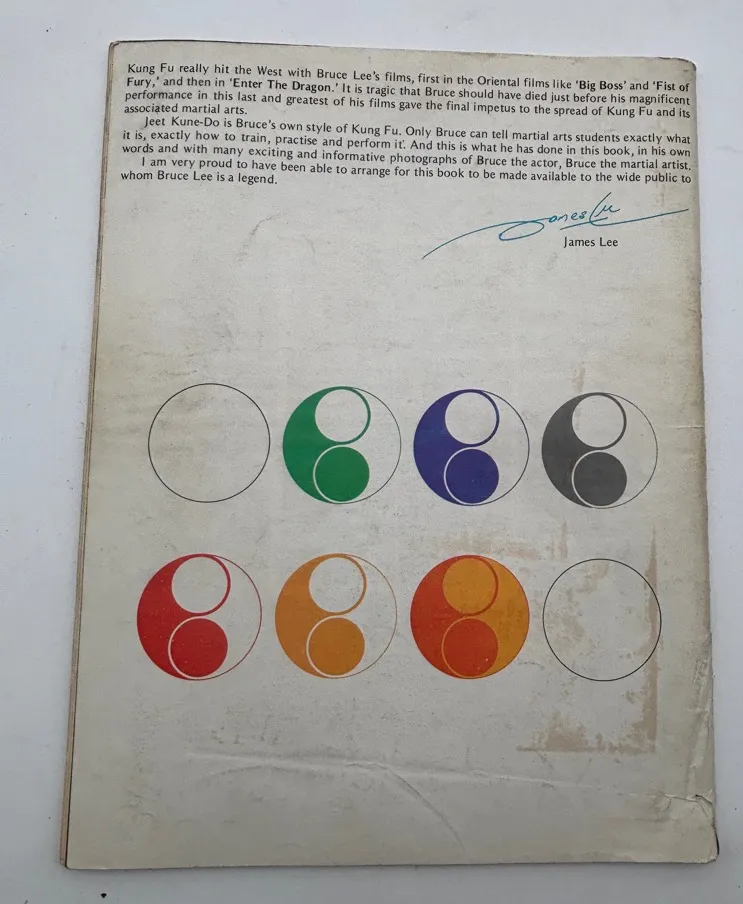 Kung Fu really hit the West with Bruce Lee's films, first in the Oriental films like 'Big Boss' and 'Fist of
Fury,' and then in 'Enter The Dragon.' It is tragic that Bruce should have died just before his magnificent
performance in this last and greatest of his films gave the final impetus to the spread of Kung Fu and its
associated martial arts.
Jeet Kune-Do is Bruce's own style of Kung Fu. Only Bruce can tell martial arts students exactly what
it is, exactly how to train, practise and perform it. And this is what he has done in this book, in his own
words and with many exciting and informative photographs of Bruce the actor, Bruce the martial artist.
I am very proud to have been able to arrange for this book to be made available to the wide public to
whom Bruce Lee is a legend.
James Lee
James Lee